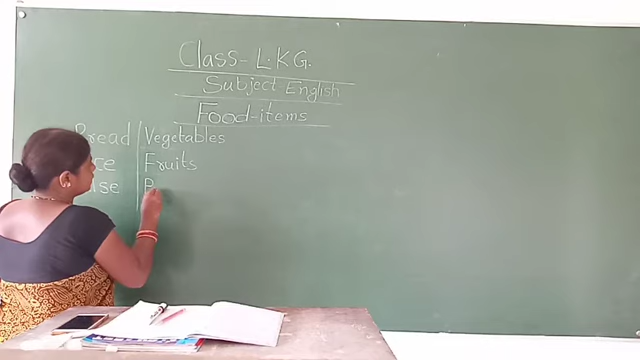 Class - L.K.G.
Subject English
Food-items
Bread Vegetables
Fruits